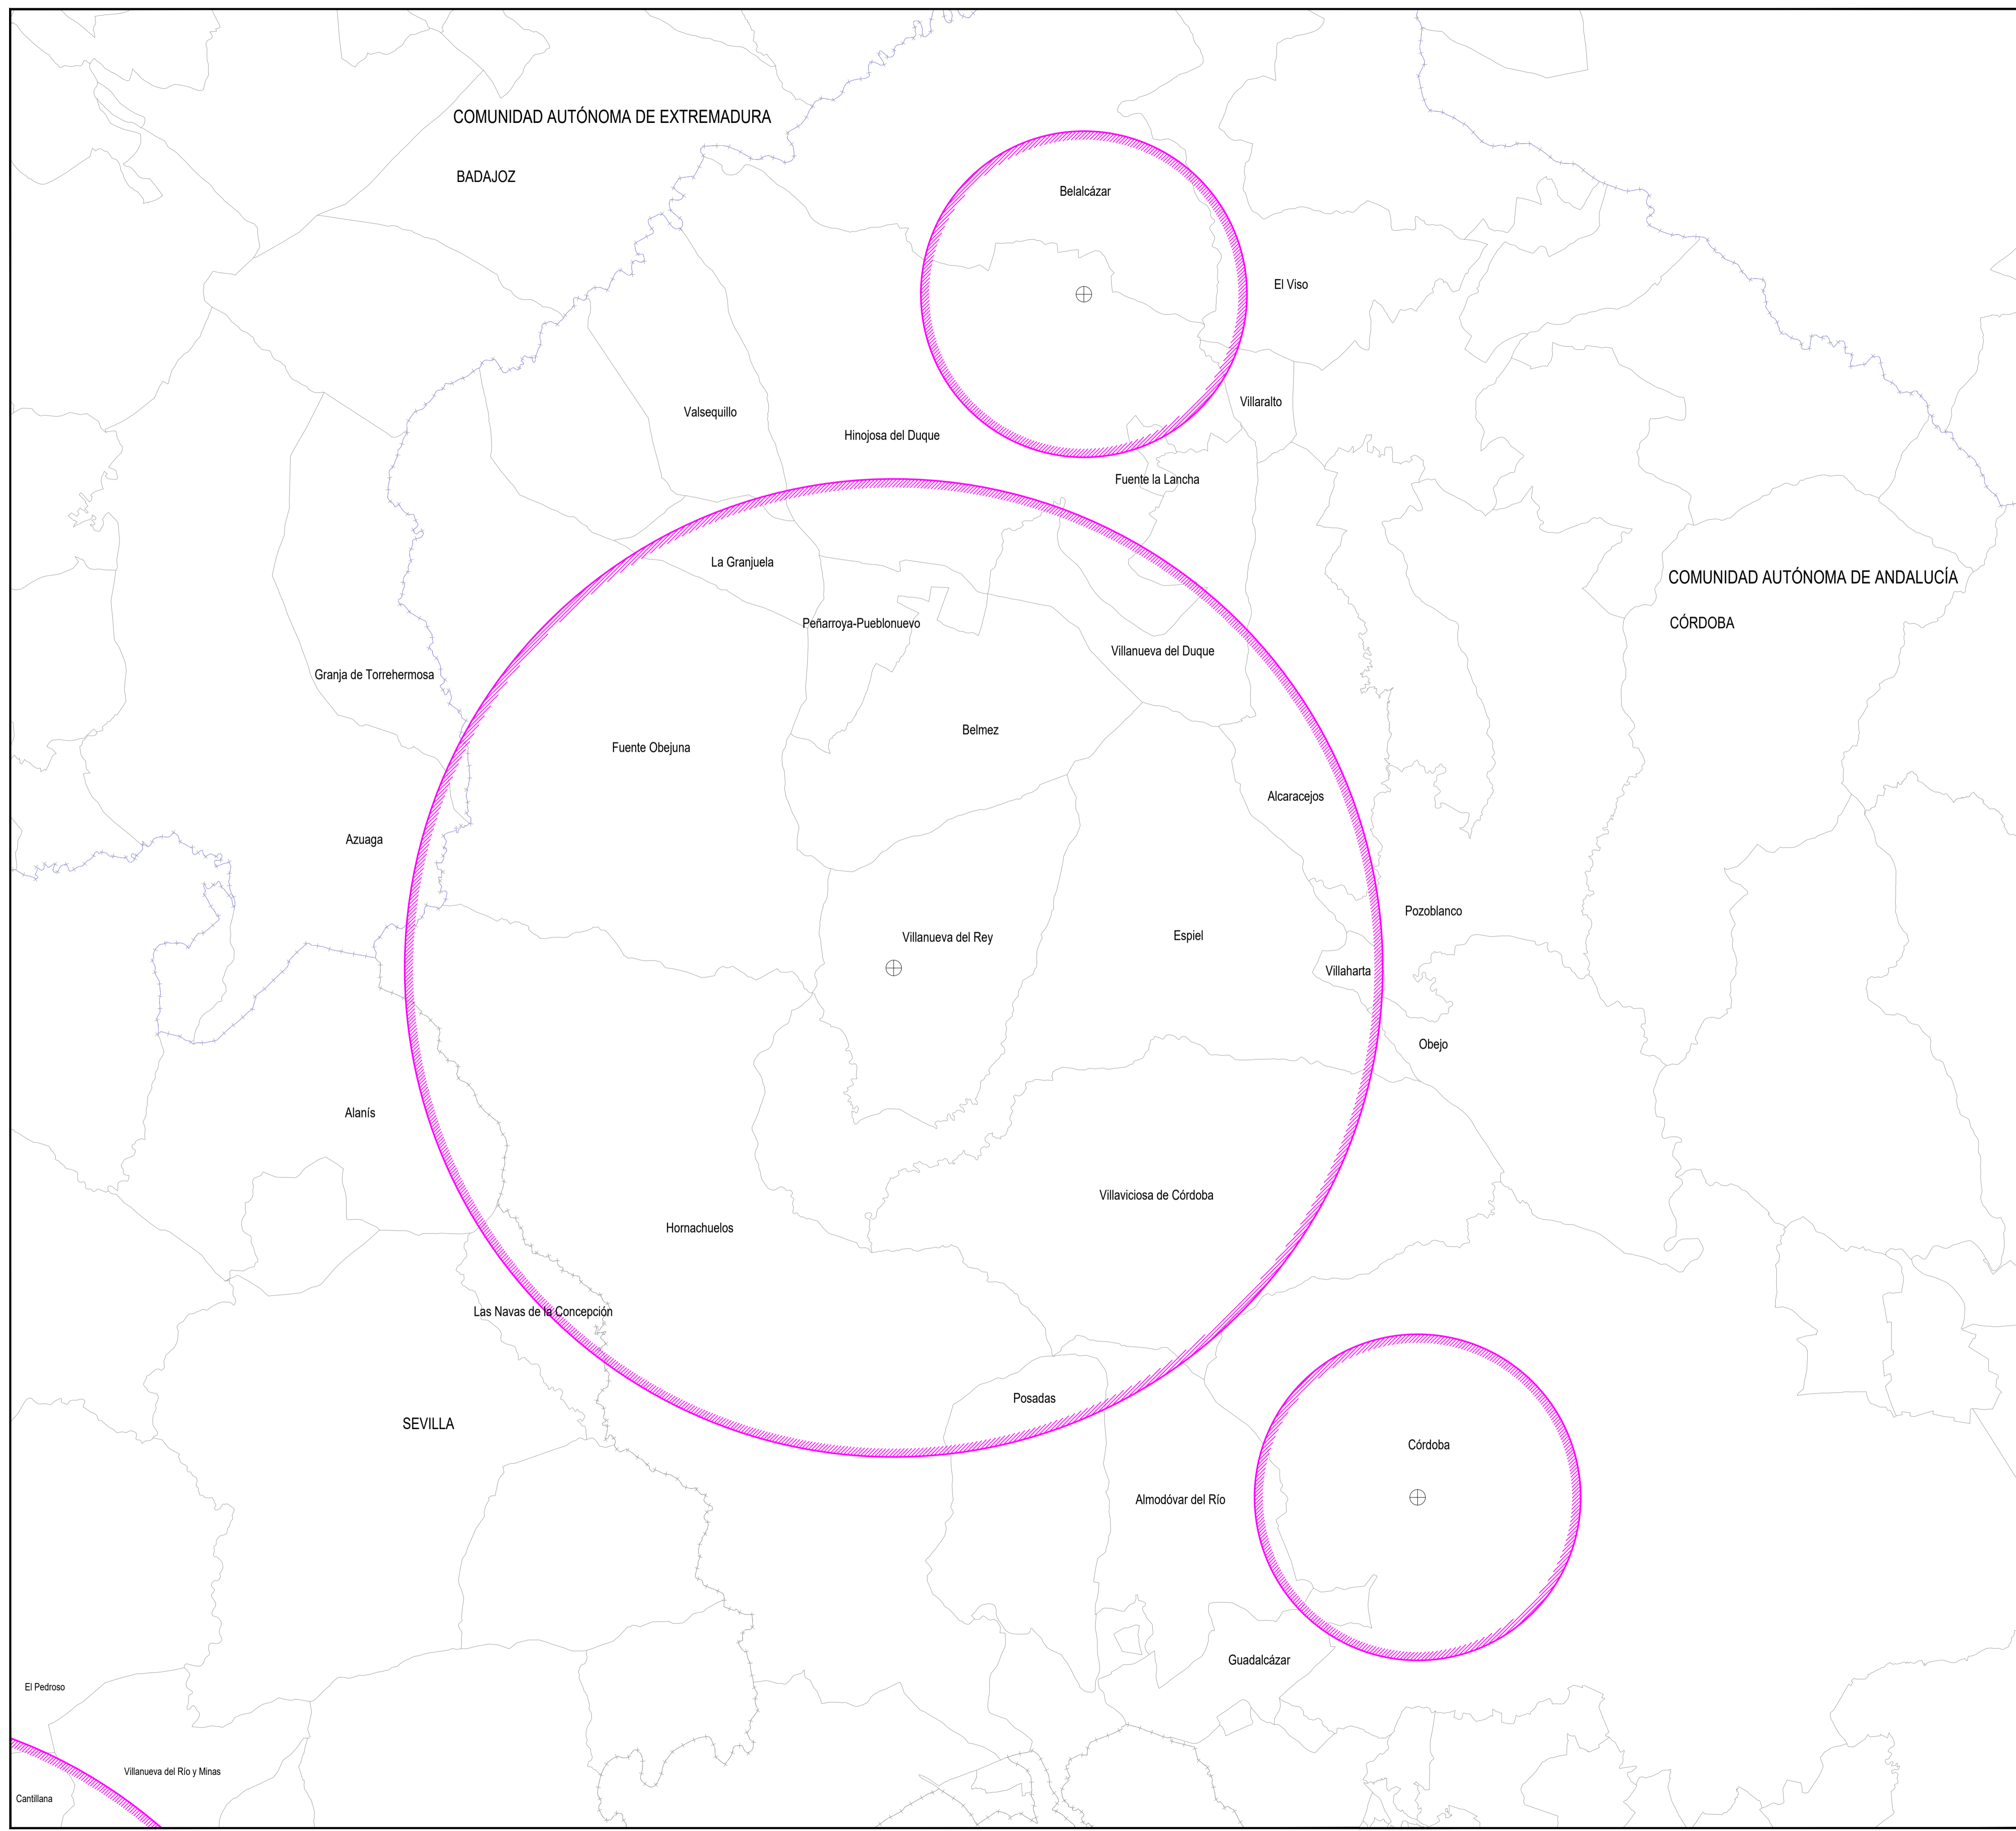 COMUNIDAD AUTÓNOMA DE EXTREMADURA
BADAJOZ
Belalcázar
El Viso
Villaralto
Valsequillo
Hinojosa del Duque
Fuente la Lancha
La Granjuela
COMUNIDAD AUTÓNOMA DE ANDALUCÍA
CÓRDOBA
Peñarroya-Pueblonuevo
Villanueva del Duque
Granja de Torrehermosa
Belmez
Fuente Obejuna
Alcaracejos
Azuaga
Pozoblanco
Villanueva del Rey
Espiel
Villaharta
Obejo
Alanís
Villaviciosa de Córdoba
Hornachuelos
Las Navas de la Concepción
Posadas
SEVILLA
Córdoba
Almodóvar del Río
Guadalcázar
El Pedroso
Villanueva del Río y Minas
Cantillana